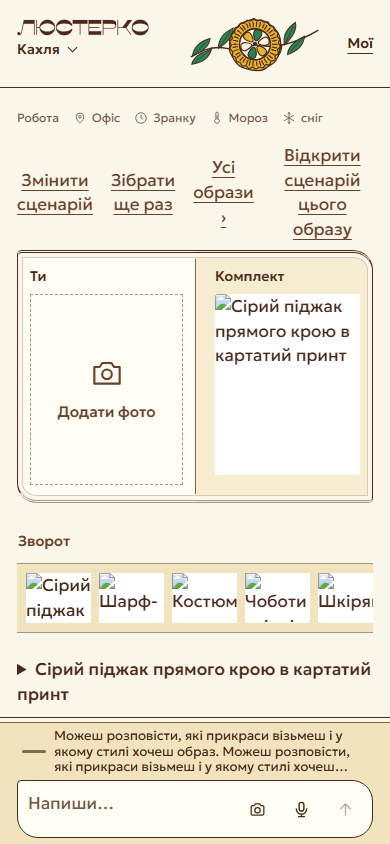 ЛЮСТЕРКО
Кахля
Мої
Робота Офіс Зранку Мороз сніг
Змінити сценарій
Зібрати ще раз
Усі образи ›
Відкрити сценарій цього образу
Ти
Комплект
Додати фото
Сірий піджак
прямого крою в
картатий принт
Зворот
Сірий піджак
Шарф-
Костюм
Чоботи
Шкірян
Сірий піджак прямого крою в картатий
принт
Можеш розповісти, які прикраси візьмеш і у
якому стилі хочеш образ. Можеш розповісти,
які прикраси візьмеш і у якому стилі хочеш…
Напиши…